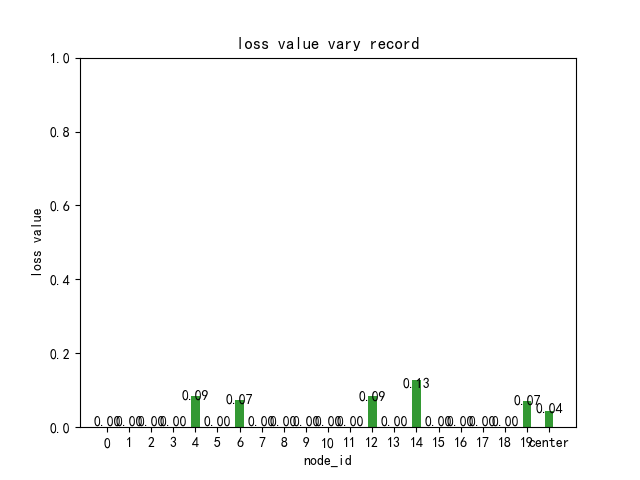 loss value vary record
1.0
0.8
0.6
0.4
0.2
0.0
loss value
0.00 0.00 0.00 0.00 0.09 0.00 0.07 0.00 0.00 0.00 0.00 0.00 0.09 0.00 0.13 0.00 0.00 0.00 0.00 0.07 0.04
0 1 2 3 4 5 6 7 8 9 10 11 12 13 14 15 16 17 18 19 center
node_id